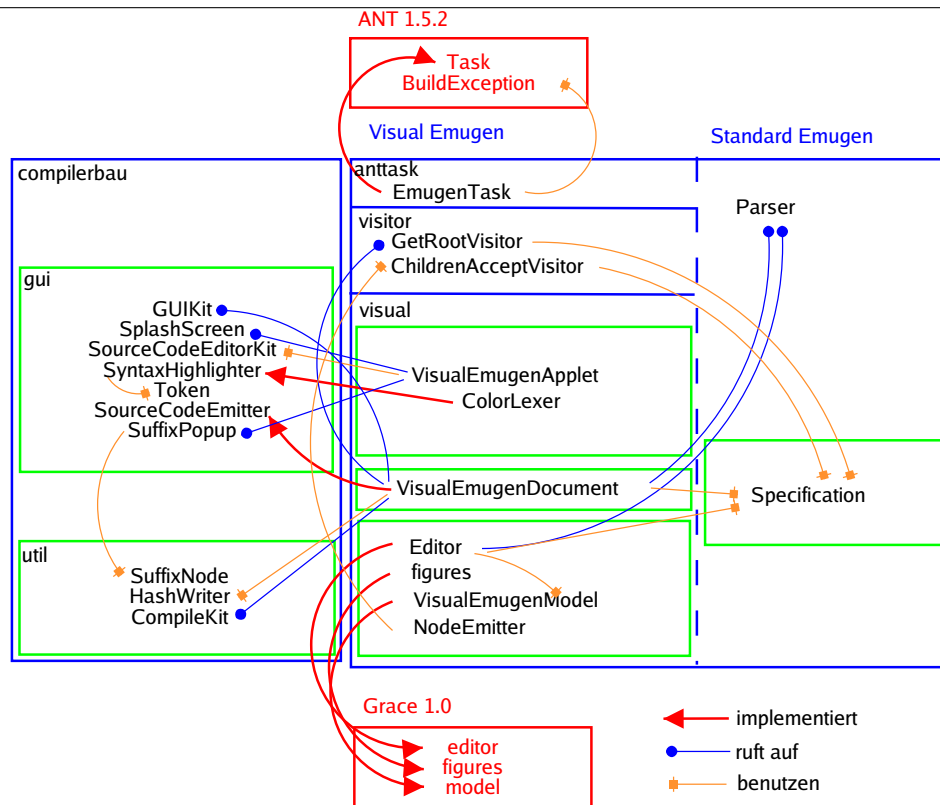 ANT 1.5.2
Task
BuildException
Visual Emugen
Standard Emugen
compilerbau
gui
GUIKit
SplashScreen
SourceCodeEditorKit
SyntaxHighlighter
Token
SourceCodeEmitter
SuffixPopup
util
SuffixNode
HashWriter
CompileKit
anttask
EmugenTask
visitor
GetRootVisitor
ChildrenAcceptVisitor
visual
VisualEmugenApplet
ColorLexer
VisualEmugenDocument
Editor
figures
VisualEmugenModel
NodeEmitter
Parser
Specification
Grace 1.0
editor
figures
model
implementiert
ruft auf
benutzen